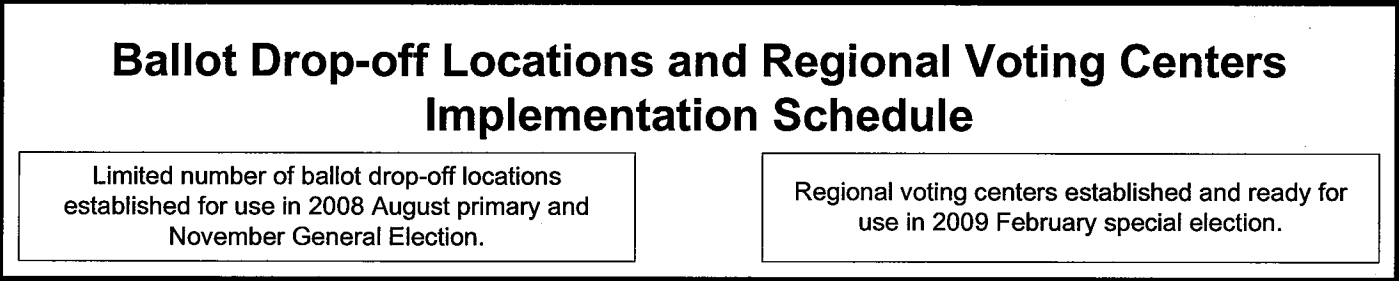 Ballot Drop-off Locations and Regional Voting Centers
Implementation Schedule
Limited number of ballot drop-off locations
established for use in 2008 August primary and
November General Election.
Regional voting centers established and ready for
use in 2009 February special election.